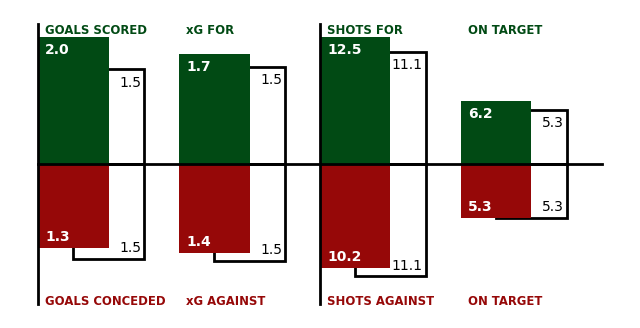 GOALS SCORED xG FOR SHOTS FOR ON TARGET
2.0 1.5 1.7 1.5 12.5 11.1 6.2 5.3
1.3 1.5 1.4 1.5 10.2 11.1 5.3 5.3
GOALS CONCEDED xG AGAINST SHOTS AGAINST ON TARGET